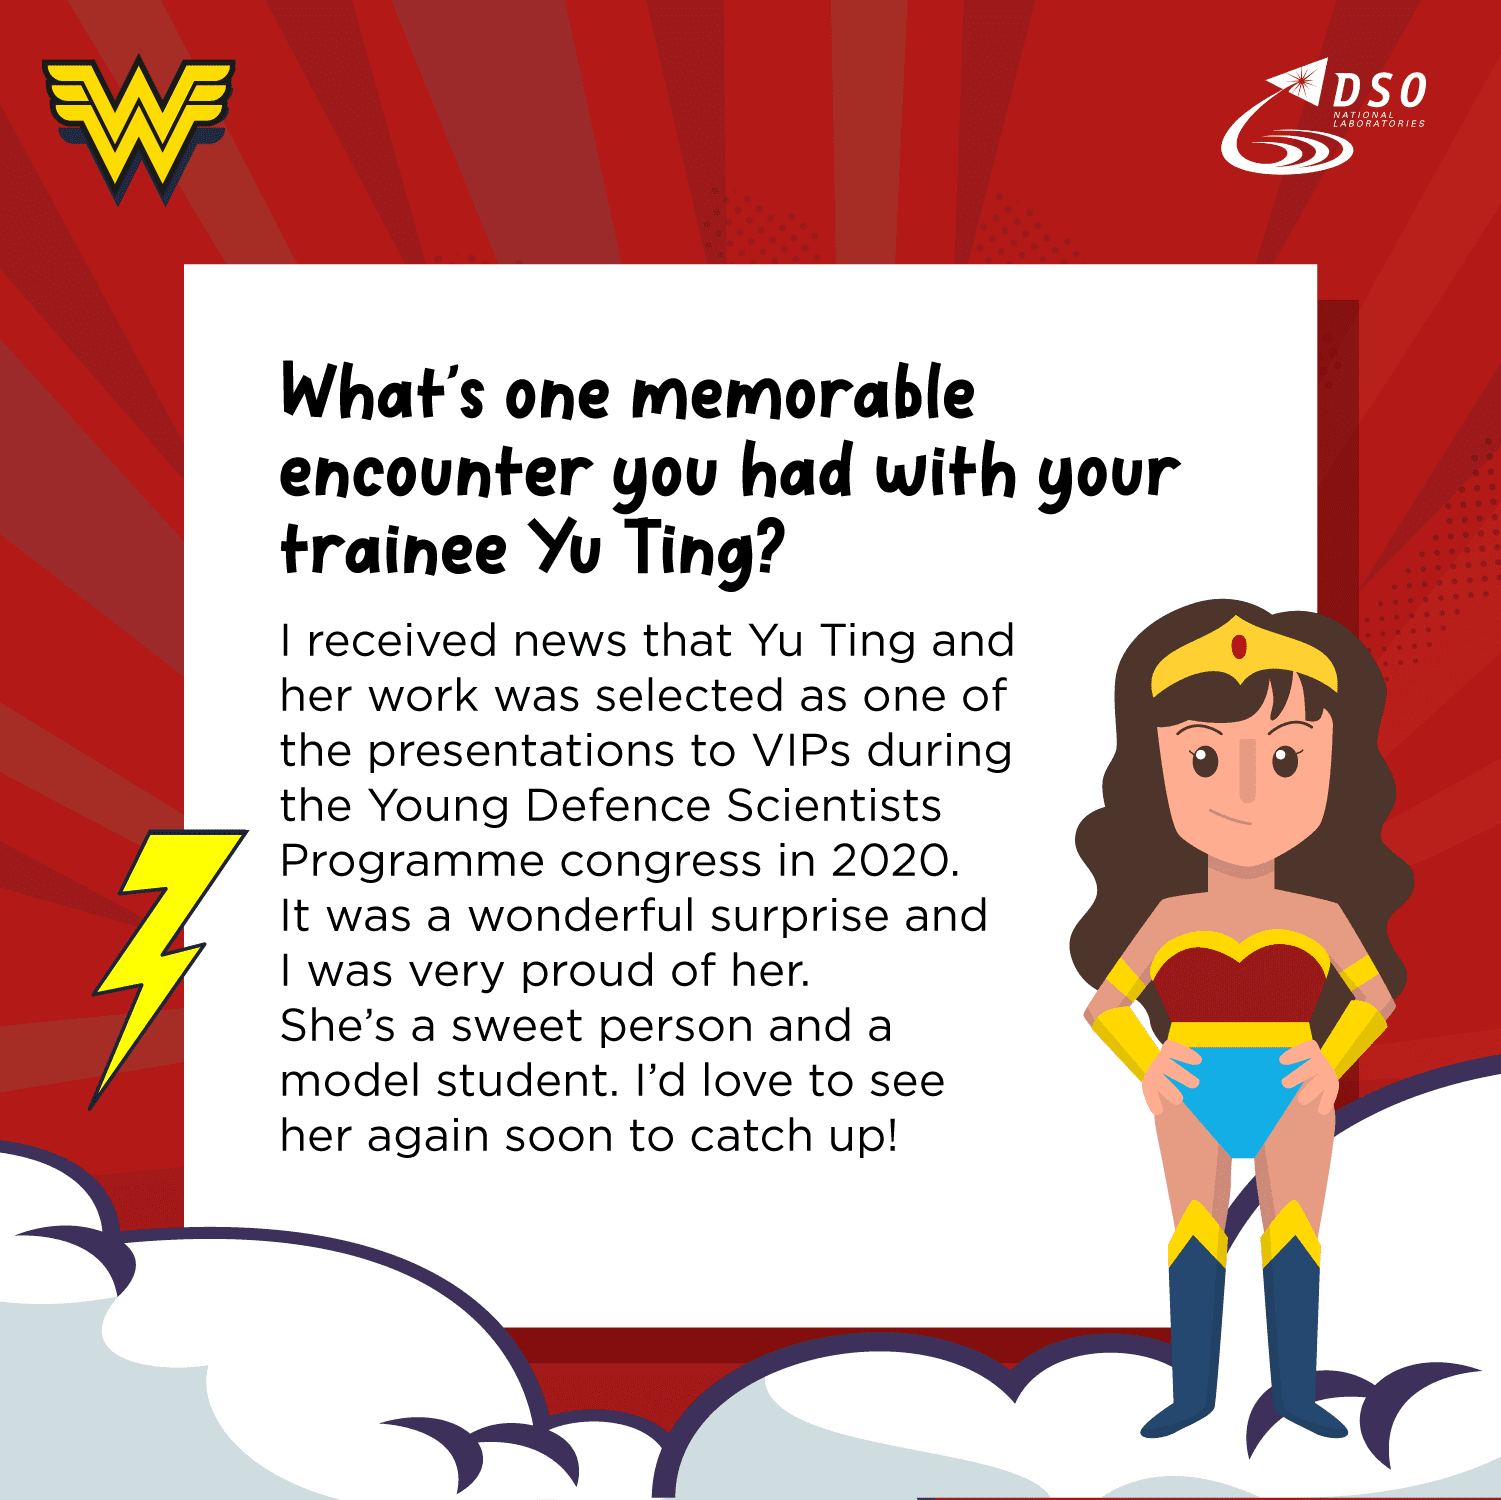 W
DSO
NATIONAL
LABORATORIES
What's one memorable
encounter you had with your
trainee Yu Ting?
I received news that Yu Ting and
her work was selected as one of
the presentations to VIPs during
the Young Defence Scientists
Programme congress in 2020.
It was a wonderful surprise and
I was very proud of her.
She's a sweet person and a
model student. I'd love to see
her again soon to catch up!